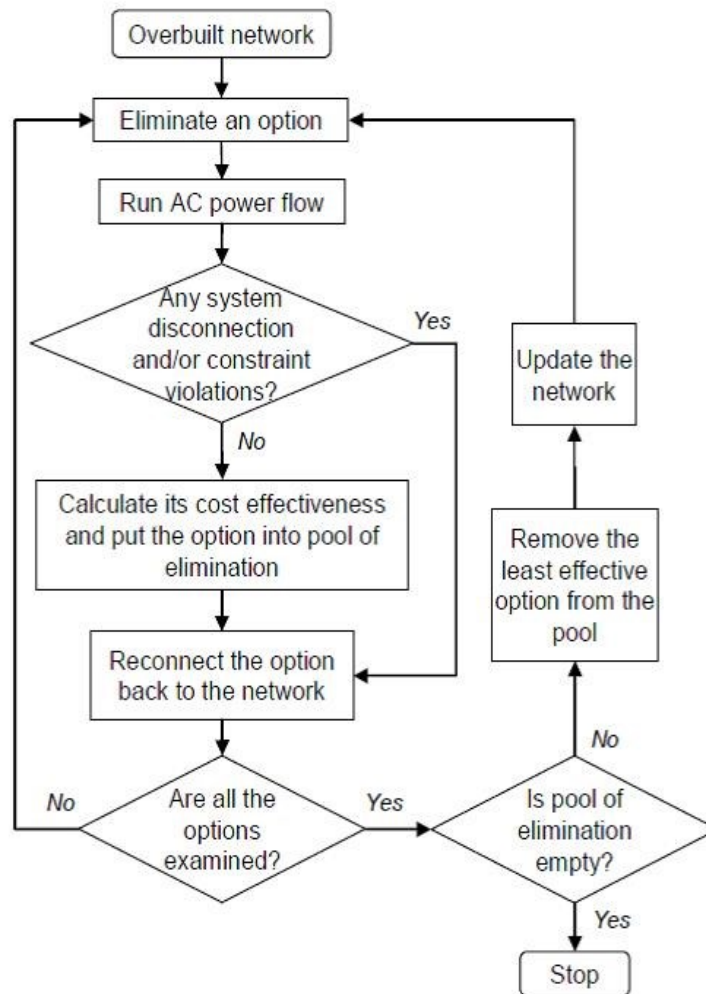 Overbuilt network
Eliminate an option
Run AC power flow
Any system
disconnection
and/or constraint
violations?
Yes
No
Calculate its cost effectiveness
and put the option into pool of
elimination
Reconnect the option
back to the network
Are all the
options
examined?
No
Yes
Is pool of
elimination
empty?
No
Yes
Remove the
least effective
option from the
pool
Update the
network
Stop